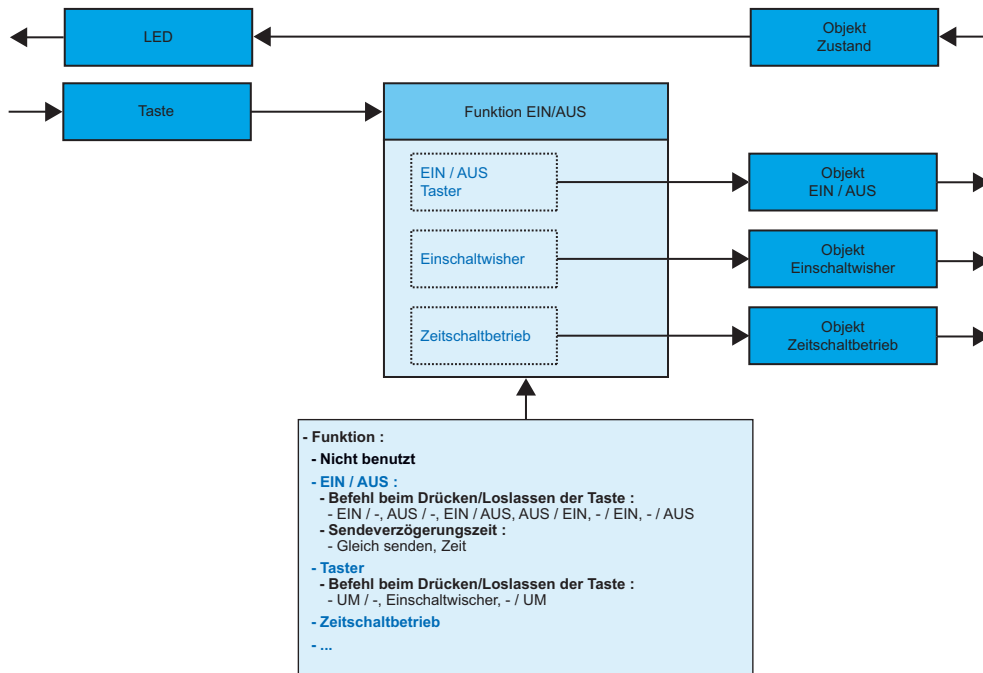 LED
Objekt
Zustand
Taste
Funktion EIN/AUS
EIN / AUS
Taster
Objekt
EIN / AUS
Einschaltwisher
Objekt
Einschaltwisher
Zeitschaltbetrieb
Objekt
Zeitschaltbetrieb
- Funktion :
- Nicht benutzt
- EIN / AUS :
- Befehl beim Drücken/Loslassen der Taste :
- EIN / -, AUS / -, EIN / AUS, AUS / EIN, - / EIN, - / AUS
- Sendeverzögerungszeit :
- Gleich senden, Zeit
- Taster
- Befehl beim Drücken/Loslassen der Taste :
- UM / -, Einschaltwischer, - / UM
- Zeitschaltbetrieb
- ...